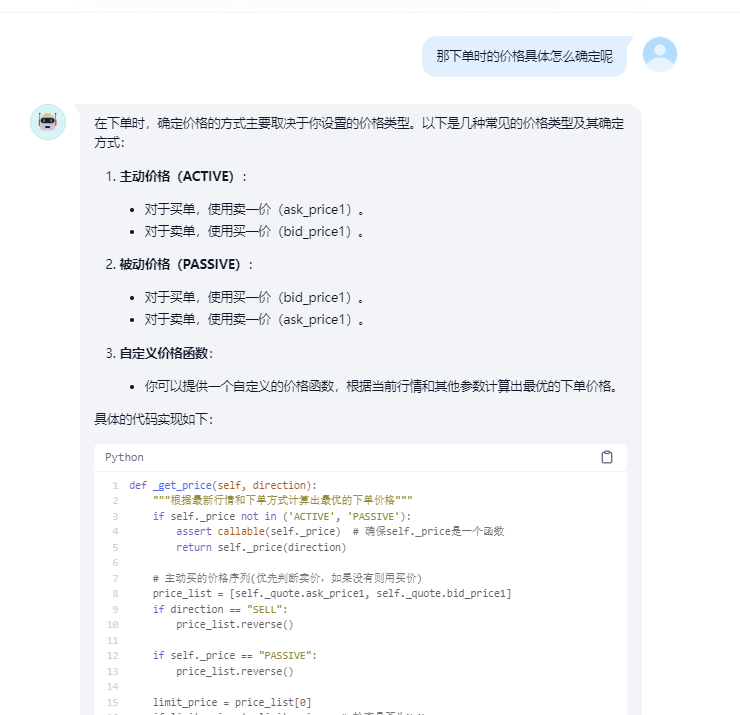 那下单时的价格具体怎么确定呢
在下单时，确定价格的方式主要取决于你设置的价格类型。以下是几种常见的价格类型及其确定
方式：
1. 主动价格（ACTIVE）：
• 对于买单，使用卖一价（ask_price1）。
• 对于卖单，使用买一价（bid_price1）。
2. 被动价格（PASSIVE）：
• 对于买单，使用买一价（bid_price1）。
• 对于卖单，使用卖一价（ask_price1）。
3. 自定义价格函数：
• 你可以提供一个自定义的价格函数，根据当前行情和其他参数计算出最优的下单价格。
具体的代码实现如下：
Python
1 def _get_price(self, direction):
2     """根据最新行情和下单方式计算出最优的下单价格"""
3     if self._price not in ('ACTIVE', 'PASSIVE'):
4         assert callable(self._price)  # 确保self._price是一个函数
5         return self._price(direction)
6
7     # 主动买的价格序列(优先判断卖价，如果没有则用买价)
8     price_list = [self._quote.ask_price1, self._quote.bid_price1]
9     if direction == "SELL":
10         price_list.reverse()
11
12     if self._price == "PASSIVE":
13         price_list.reverse()
14
15     limit_price = price_list[0]